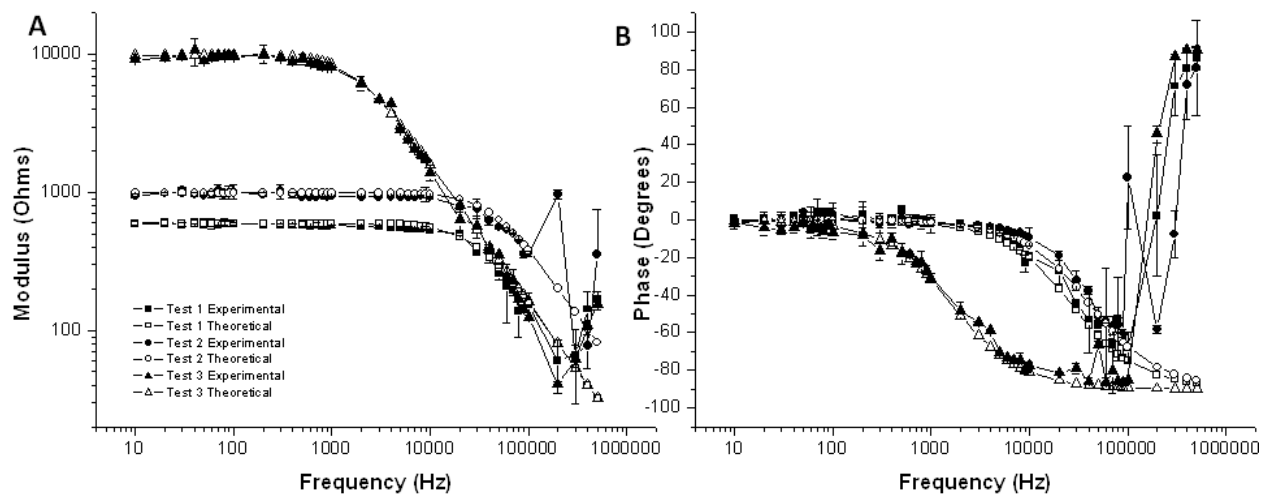 A
10000
1000
100
Modulus (Ohms)
Test 1 Experimental
Test 1 Theoretical
Test 2 Experimental
Test 2 Theoretical
Test 3 Experimental
Test 3 Theoretical
10
100
1000
10000
100000
1000000
Frequency (Hz)
B
100
80
60
40
20
0
-20
-40
-60
-80
-100
Phase (Degrees)
10
100
1000
10000
100000
1000000
Frequency (Hz)